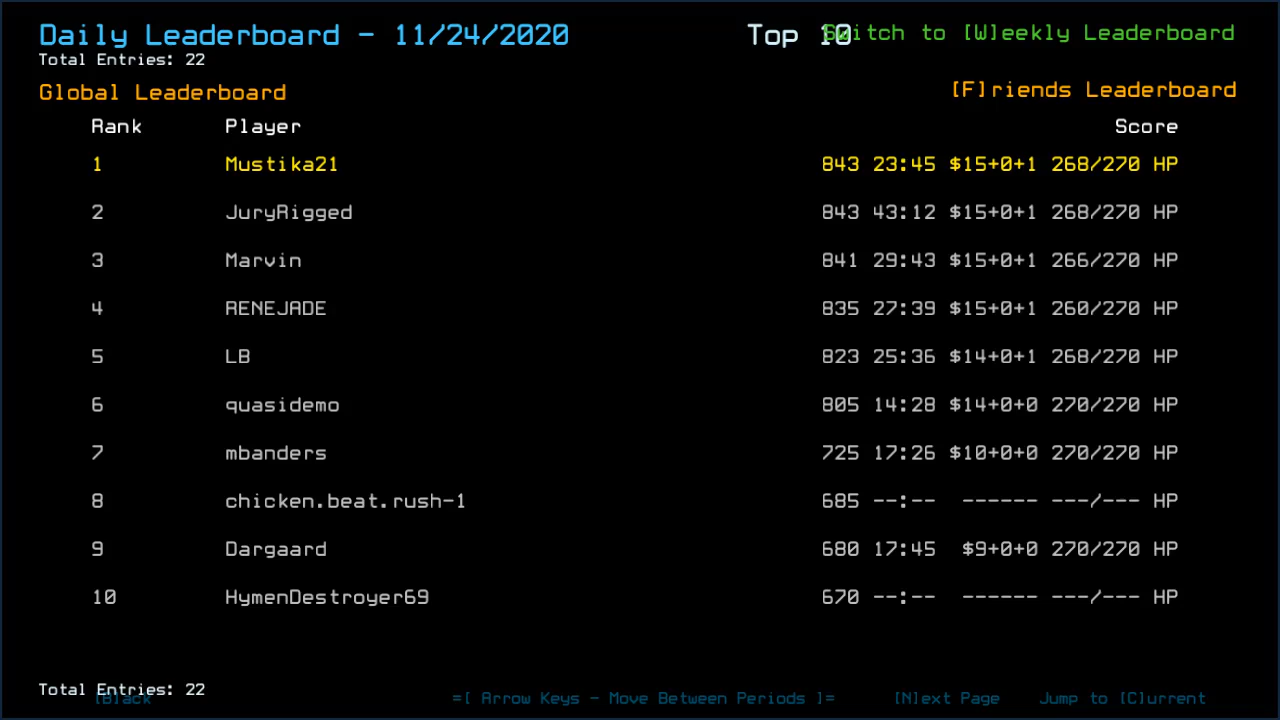 Daily Leaderboard - 11/24/2020 Top 10 Switch to [W]eekly Leaderboard
Total Entries: 22
Global Leaderboard [F]riends Leaderboard
Rank Player Score
1 Mustika21 843 23:45 $15+0+1 268/270 HP
2 JuryRigged 843 43:12 $15+0+1 268/270 HP
3 Marvin 841 29:43 $15+0+1 266/270 HP
4 RENEJADE 835 27:39 $15+0+1 260/270 HP
5 LB 823 25:36 $14+0+1 268/270 HP
6 quasidemo 805 14:28 $14+0+0 270/270 HP
7 mbanders 725 17:26 $10+0+0 270/270 HP
8 chicken.beat.rush-1 685 --:-- ------ ---/--- HP
9 Dargaard 680 17:45 $9+0+0 270/270 HP
10 HymenDestroyer69 670 --:-- ------ ---/--- HP
Total Entries: 22
[B]ack =[ Arrow Keys - Move Between Periods ]= [N]ext Page Jump to [C]urrent